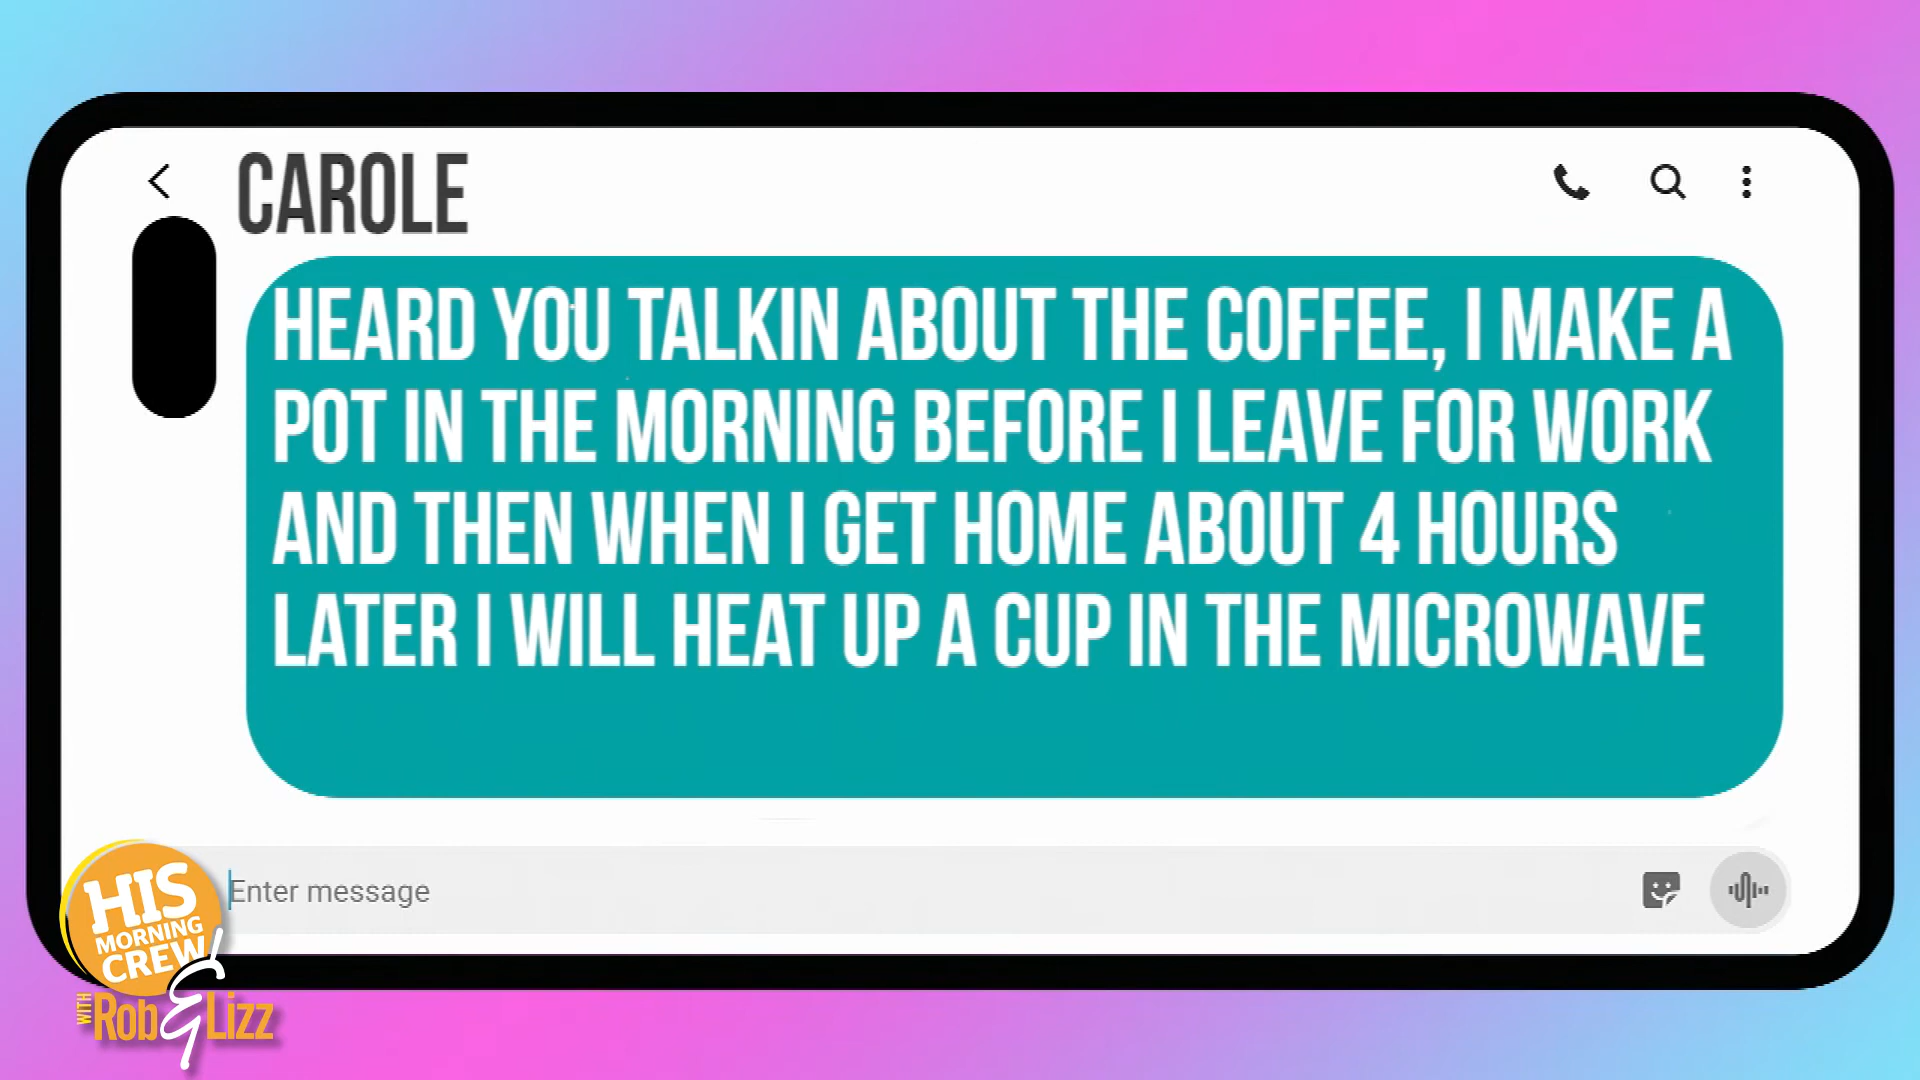 CAROLE
HEARD YOU TALKIN ABOUT THE COFFEE, I MAKE A
POT IN THE MORNING BEFORE I LEAVE FOR WORK
AND THEN WHEN I GET HOME ABOUT 4 HOURS
LATER I WILL HEAT UP A CUP IN THE MICROWAVE
Enter message
HIS
MORNING
CREW
WITH Rob & Lizz